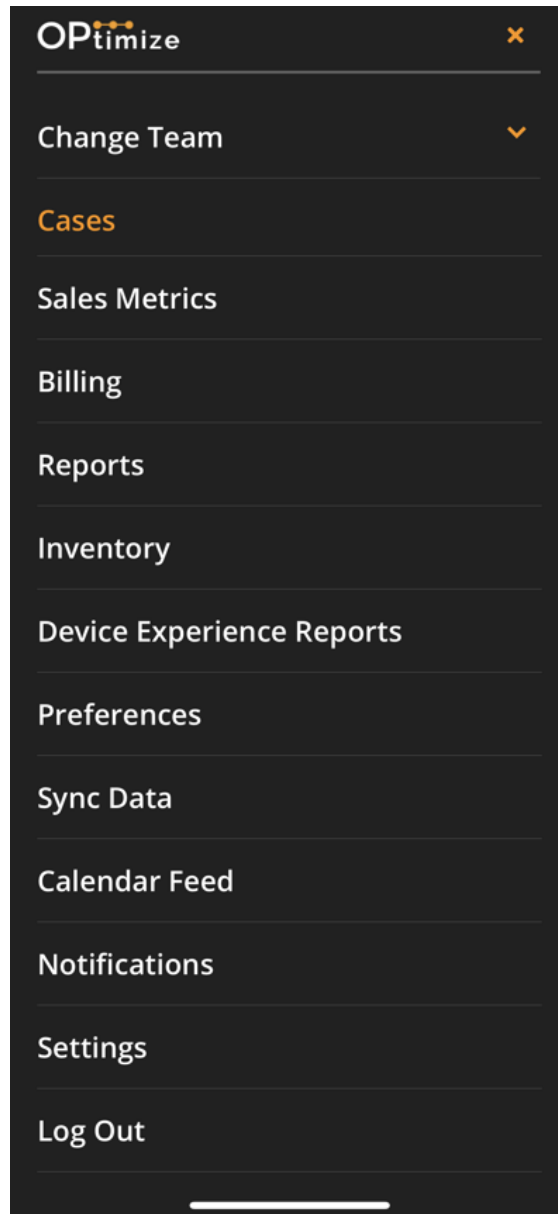 OPtimize
Change Team
Cases
Sales Metrics
Billing
Reports
Inventory
Device Experience Reports
Preferences
Sync Data
Calendar Feed
Notifications
Settings
Log Out